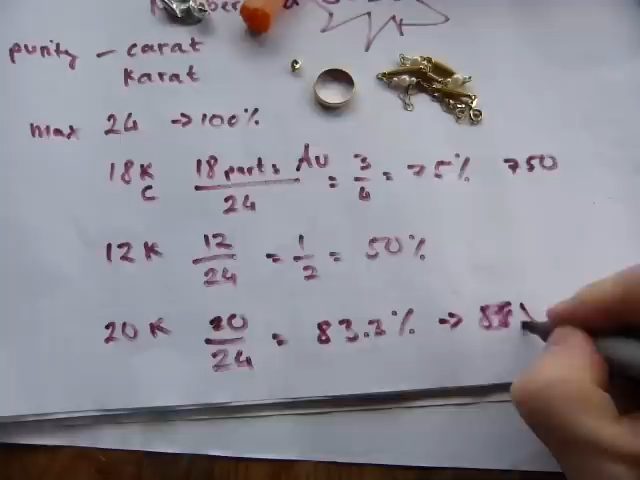 purity - carat
karat
max 24 → 100%
18K C 18 parts Au / 24 = 3/4 = 75% 750
12K 12/24 = 1/2 = 50%
20K 20/24 = 83.3% →